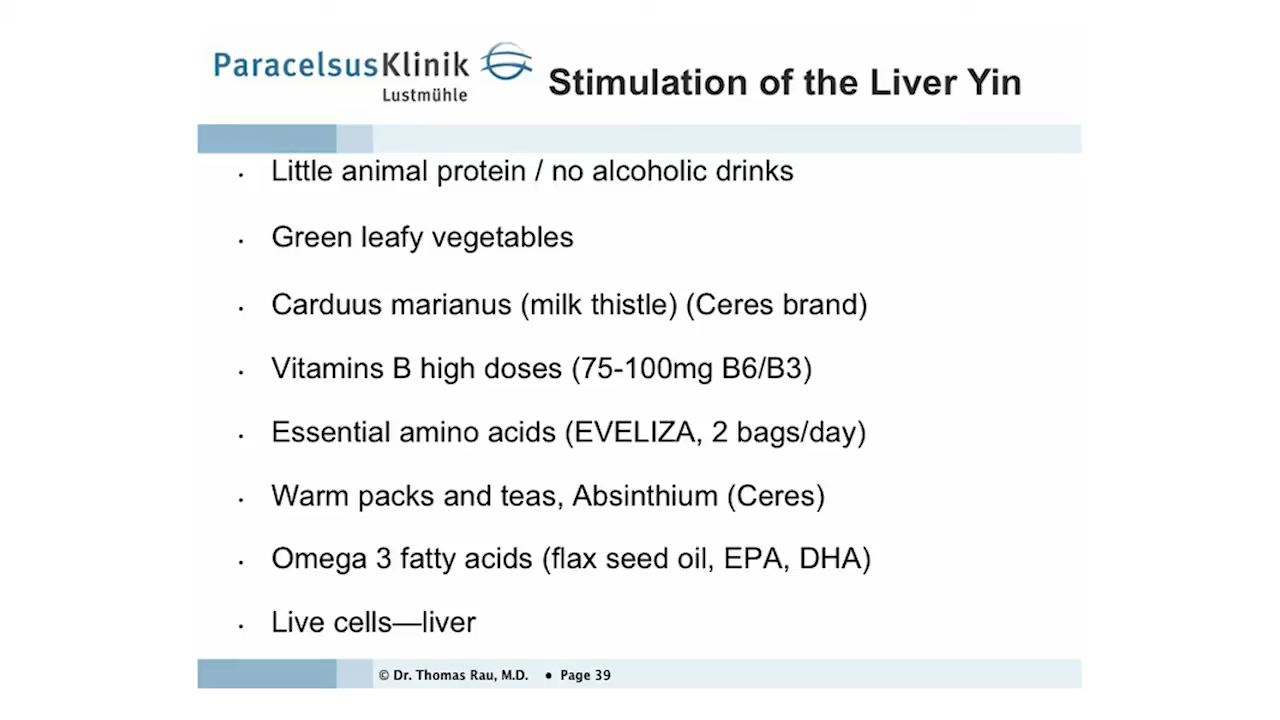 ParacelsusKlinik
Lustmühle
Stimulation of the Liver Yin
• Little animal protein / no alcoholic drinks
• Green leafy vegetables
• Carduus marianus (milk thistle) (Ceres brand)
• Vitamins B high doses (75-100mg B6/B3)
• Essential amino acids (EVELIZA, 2 bags/day)
• Warm packs and teas, Absinthium (Ceres)
• Omega 3 fatty acids (flax seed oil, EPA, DHA)
• Live cells—liver
© Dr. Thomas Rau, M.D. • Page 39